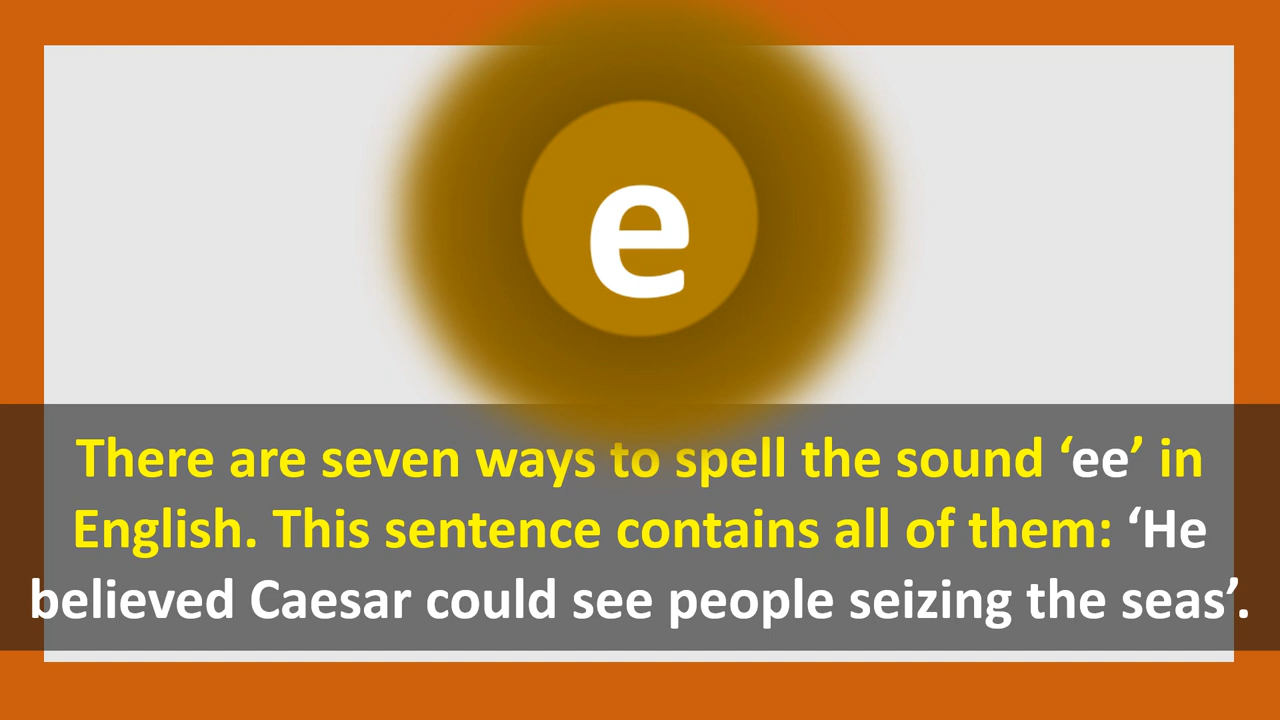 e
There are seven ways to spell the sound ‘ee’ in
English. This sentence contains all of them: ‘He
believed Caesar could see people seizing the seas’.